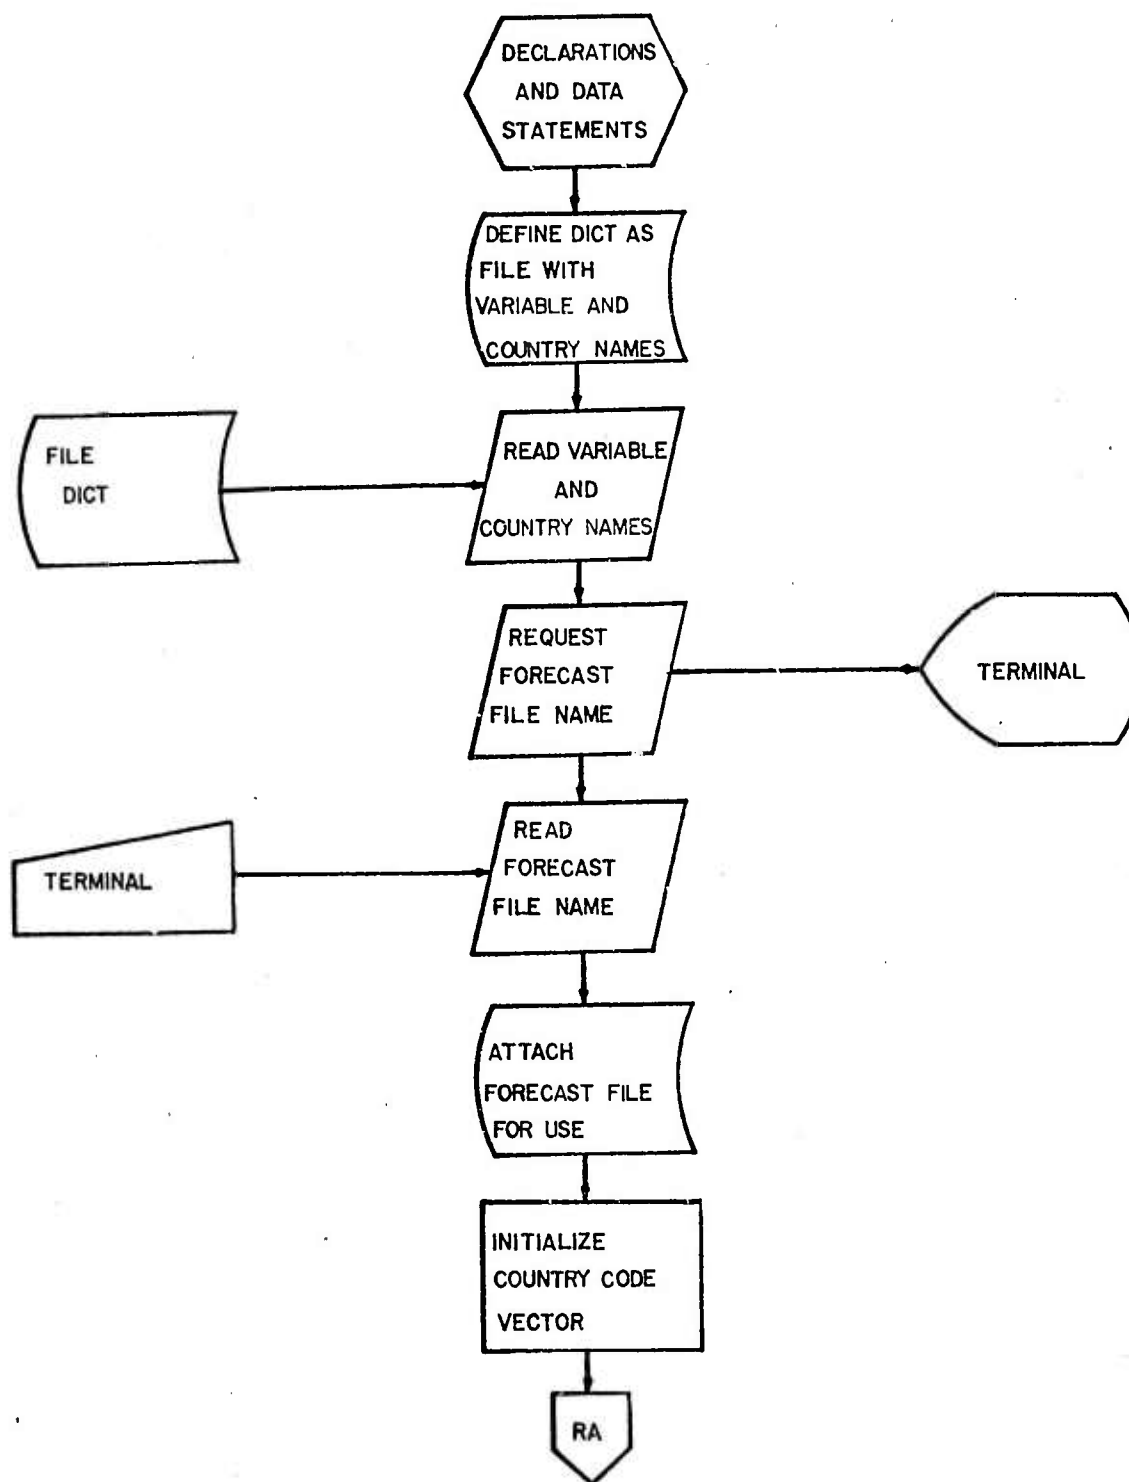 DECLARATIONS
AND DATA
STATEMENTS
DEFINE DICT AS
FILE WITH
VARIABLE AND
COUNTRY NAMES
FILE
DICT
READ VARIABLE
AND
COUNTRY NAMES
REQUEST
FORECAST
FILE NAME
TERMINAL
READ
FORECAST
FILE NAME
TERMINAL
ATTACH
FORECAST FILE
FOR USE
INITIALIZE
COUNTRY CODE
VECTOR
RA